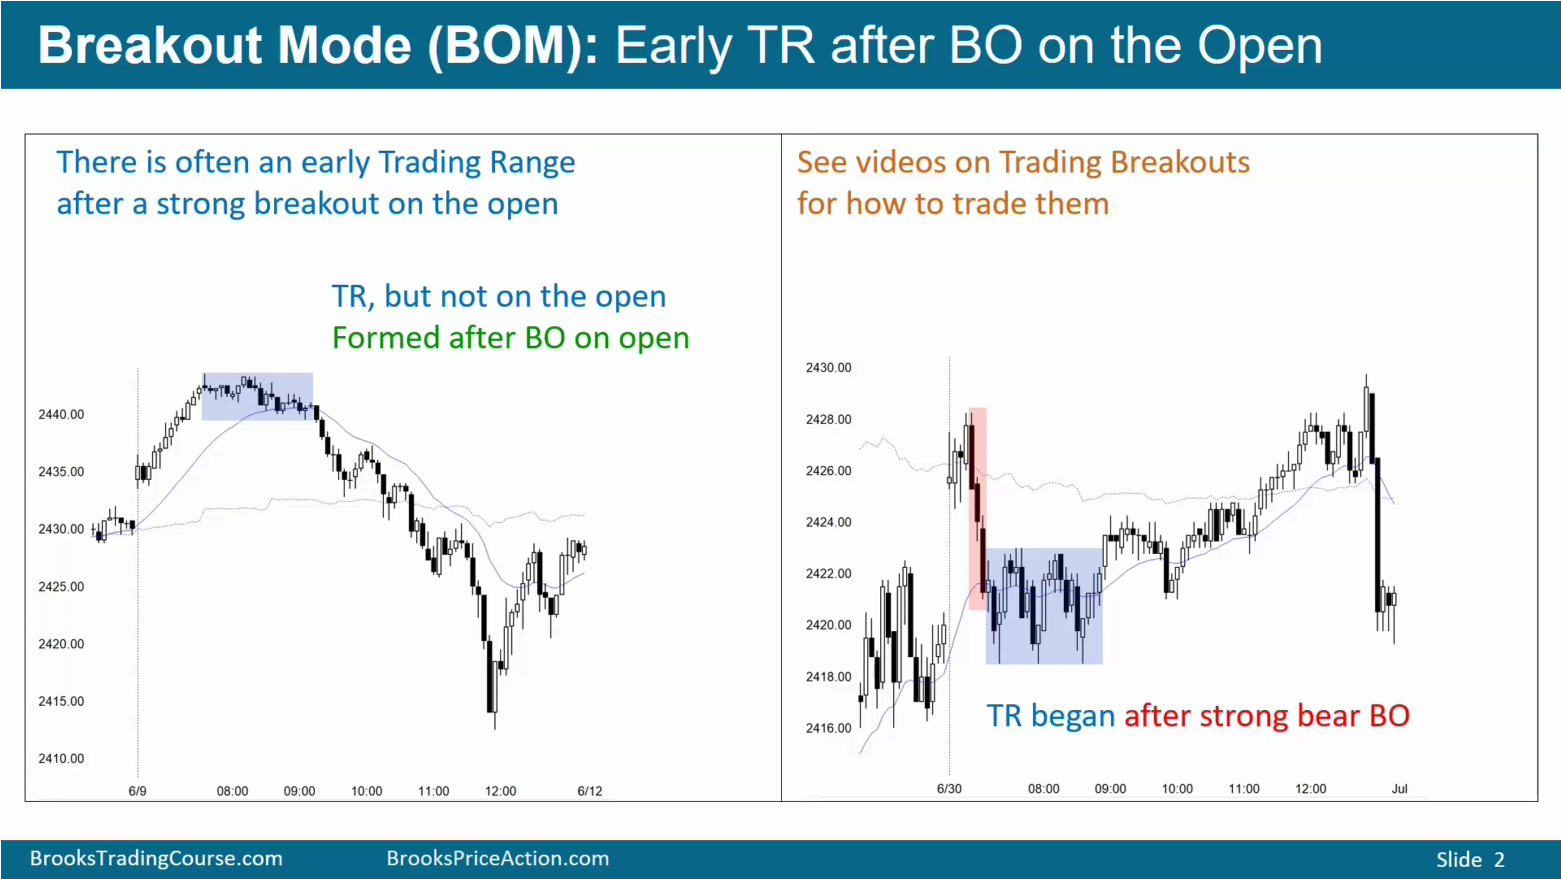 Breakout Mode (BOM): Early TR after BO on the Open
There is often an early Trading Range
after a strong breakout on the open
TR, but not on the open
Formed after BO on open
2440.00
2435.00
2430.00
2425.00
2420.00
2415.00
2410.00
6/9 08:00 09:00 10:00 11:00 12:00 6/12
See videos on Trading Breakouts
for how to trade them
2430.00
2428.00
2426.00
2424.00
2422.00
2420.00
2418.00
2416.00
TR began after strong bear BO
6/30 08:00 09:00 10:00 11:00 12:00 Jul
BrooksTradingCourse.com BrooksPriceAction.com Slide 2